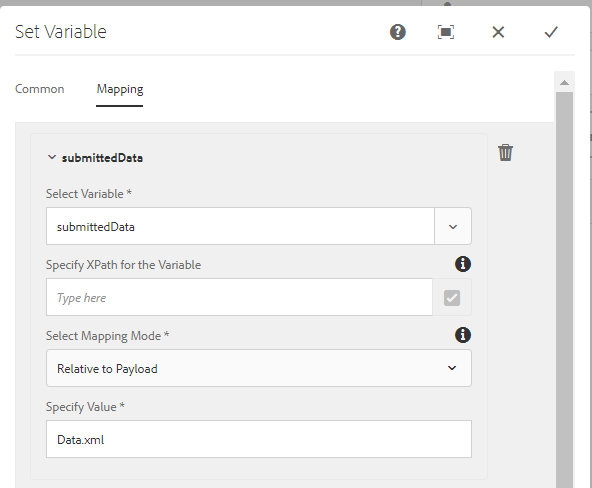 Set Variable
Common Mapping
submittedData
Select Variable *
submittedData
Specify XPath for the Variable
Type here
Select Mapping Mode *
Relative to Payload
Specify Value *
Data.xml